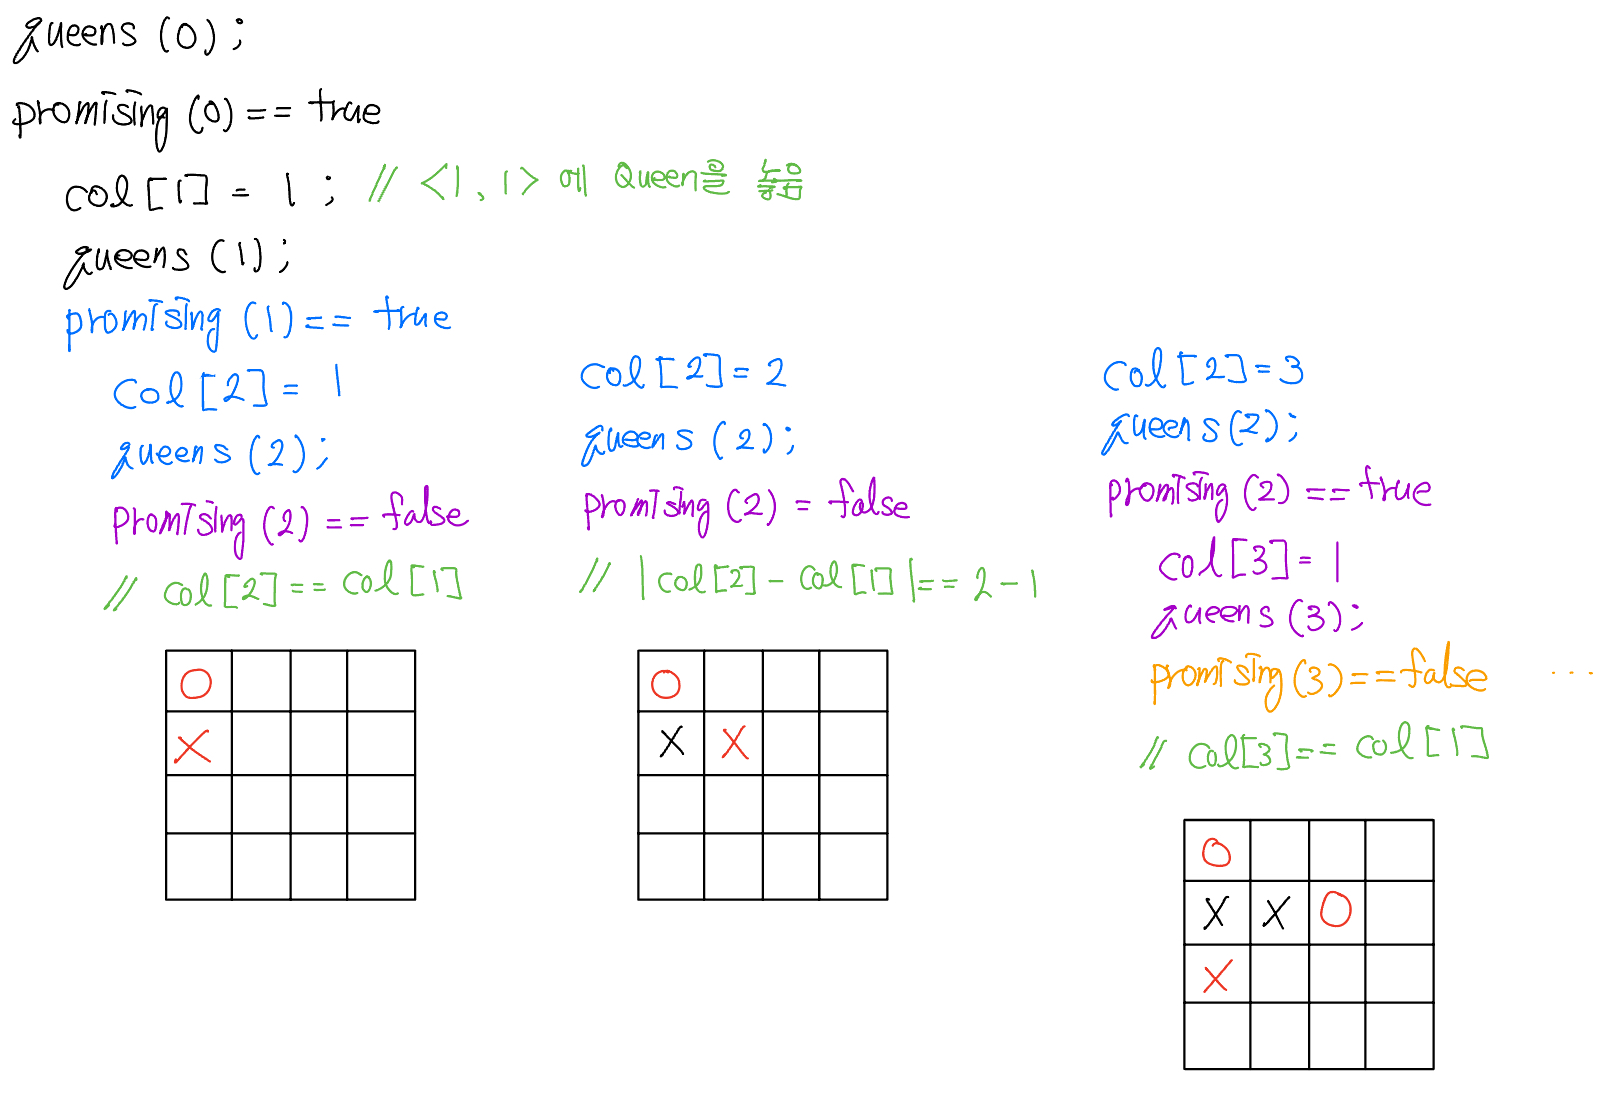 queens (0);
promising (0) == true
col [1] = 1 ; // <1, 1> 에 Queen을 놓음
queens (1);
promising (1) == true
col [2] = 1
queens (2);
promising (2) == false
// col [2] == col [1]
O
X
col [2] = 2
queens (2);
promising (2) = false
// | col [2] - col [1] | == 2 - 1
O
X X
col [2] = 3
queens (2);
promising (2) == true
col [3] = 1
queens (3);
promising (3) == false ...
// col[3] == col [1]
O
X X O
X